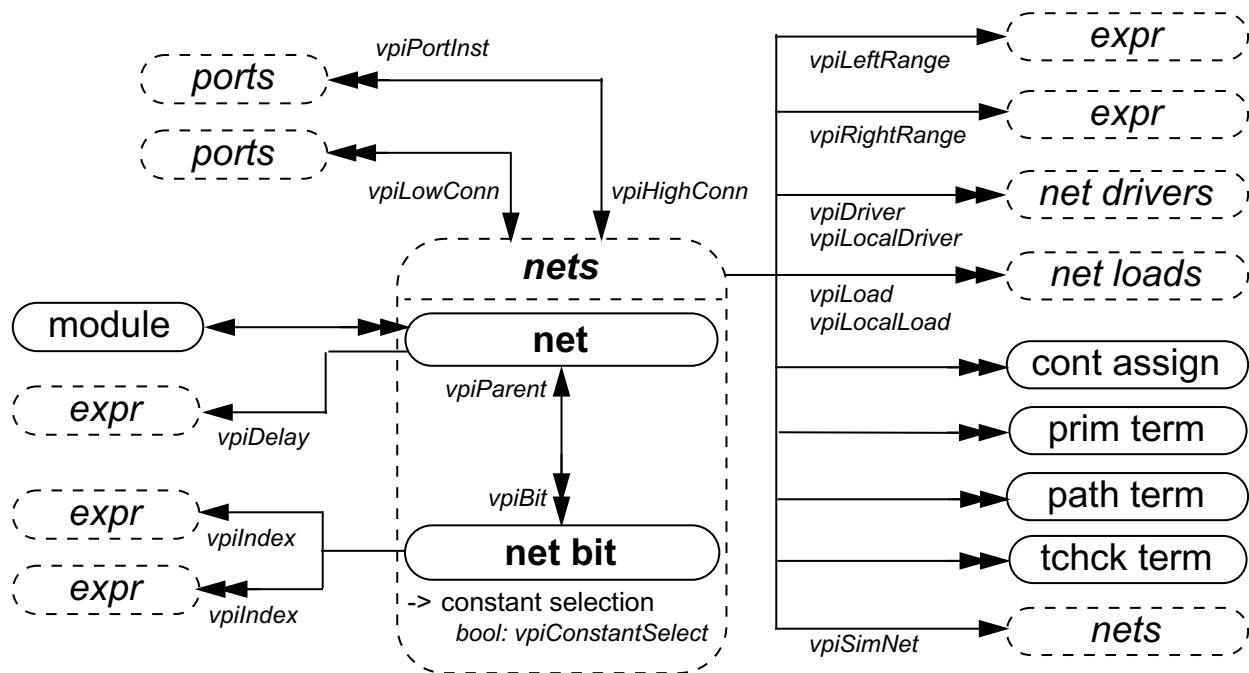 vpiPortInst
ports
ports
vpiLowConn
vpiHighConn
nets
module
net
expr
vpiDelay
vpiParent
vpiBit
expr
vpiIndex
expr
vpiIndex
net bit
-> constant selection
bool: vpiConstantSelect
expr
vpiLeftRange
expr
vpiRightRange
net drivers
vpiDriver
vpiLocalDriver
net loads
vpiLoad
vpiLocalLoad
cont assign
prim term
path term
tchck term
nets
vpiSimNet